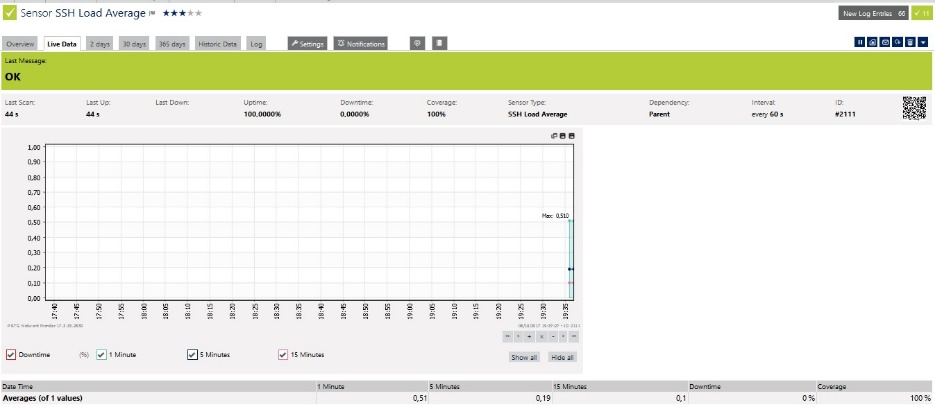 Sensor SSH Load Average
New Log Entries 66 11
Overview Live Data 2 days 30 days 365 days Historic Data Log Settings Notifications
Last Message:
OK
Last Scan: Last Up: Last Down: Uptime: Downtime: Coverage: Sensor Type: Dependency: Interval: ID:
44 s 44 s 100,0000% 0,0000% 100% SSH Load Average Parent every 60 s #2111
1,00
0,90
0,80
0,70
0,60
Max: 0,510
0,50
0,40
0,30
0,20
0,10
0,00
17:40 17:45 17:50 17:55 18:00 18:05 18:10 18:15 18:20 18:25 18:30 18:35 18:40 18:45 18:50 18:55 19:00 19:05 19:10 19:15 19:20 19:25 19:30 19:35
PRTG Network Monitor
Downtime (%) 1 Minute 5 Minutes 15 Minutes Show all Hide all
Date Time 1 Minute 5 Minutes 15 Minutes Downtime Coverage
Averages (of 1 values) 0,51 0,19 0,1 0 % 100 %